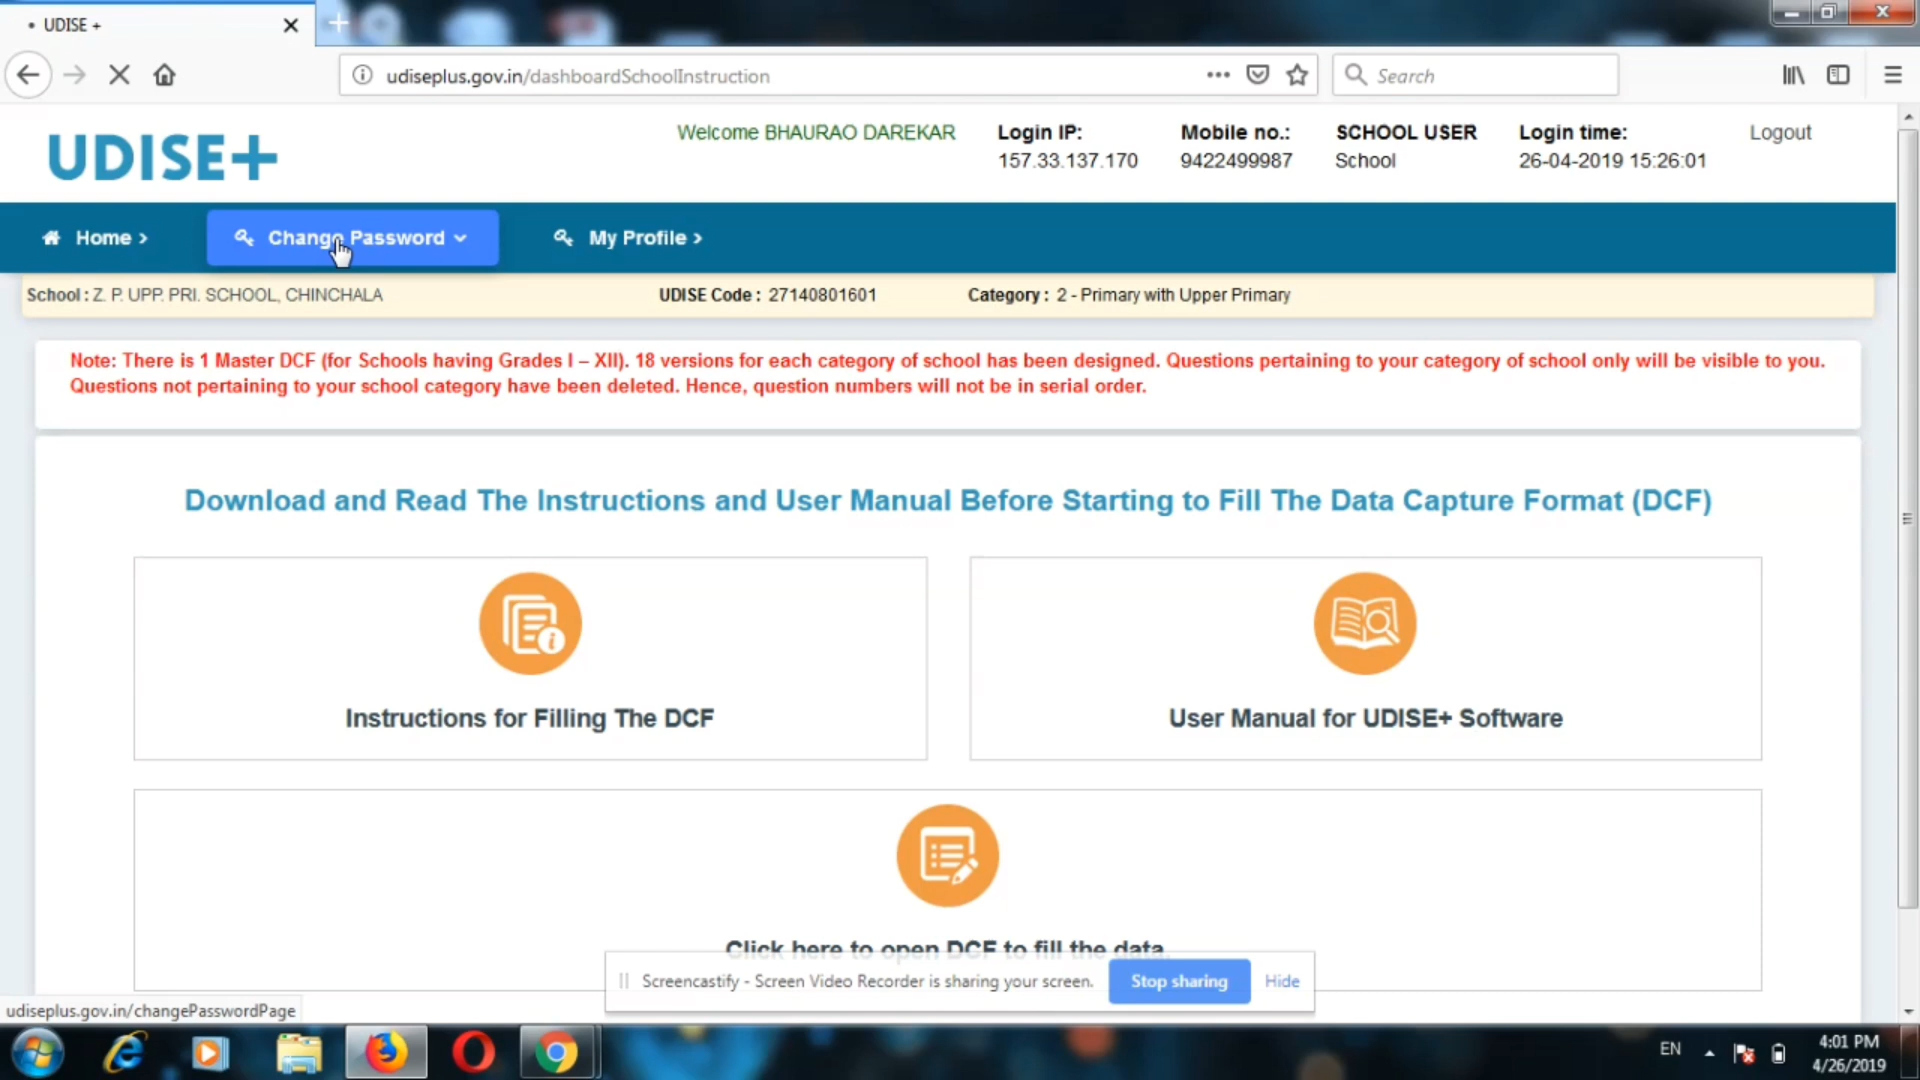 UDISE +
udiseplus.gov.in/dashboardSchoolInstruction
Search
UDISE+
Welcome BHAURAO DAREKAR
Login IP:
157.33.137.170
Mobile no.:
9422499987
SCHOOL USER
School
Login time:
26-04-2019 15:26:01
Logout
Home
Change Password
My Profile
School : Z. P. UPP. PRI. SCHOOL, CHINCHALA
UDISE Code : 27140801601
Category : 2 - Primary with Upper Primary
Note: There is 1 Master DCF (for Schools having Grades I – XII). 18 versions for each category of school has been designed. Questions pertaining to your category of school only will be visible to you.
Questions not pertaining to your school category have been deleted. Hence, question numbers will not be in serial order.
Download and Read The Instructions and User Manual Before Starting to Fill The Data Capture Format (DCF)
Instructions for Filling The DCF
User Manual for UDISE+ Software
Click here to open DCF to fill the data.
Screencastify - Screen Video Recorder is sharing your screen.
Stop sharing
Hide
udiseplus.gov.in/changePasswordPage
EN
4:01 PM
4/26/2019